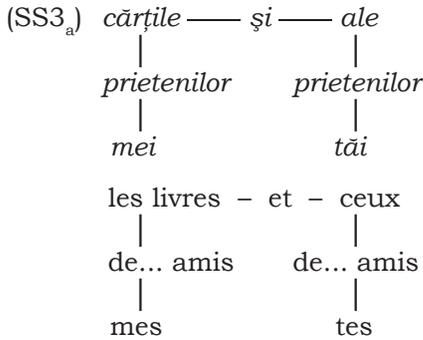 (SS3a) cărțile și ale
prietenilor prietenilor
mei tăi
les livres – et – ceux
de... amis de... amis
mes tes